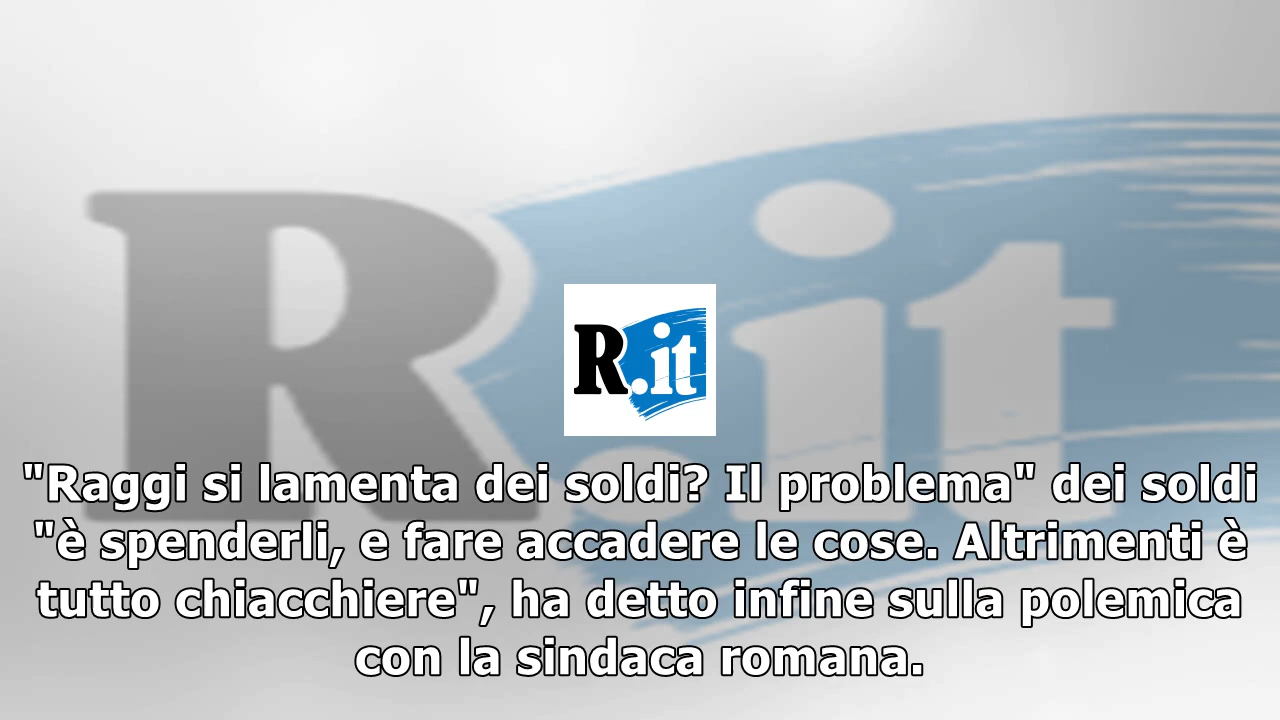 R.it
R.it
"Raggi si lamenta dei soldi? Il problema" dei soldi
"è spenderli, e fare accadere le cose. Altrimenti è
tutto chiacchiere", ha detto infine sulla polemica
con la sindaca romana.